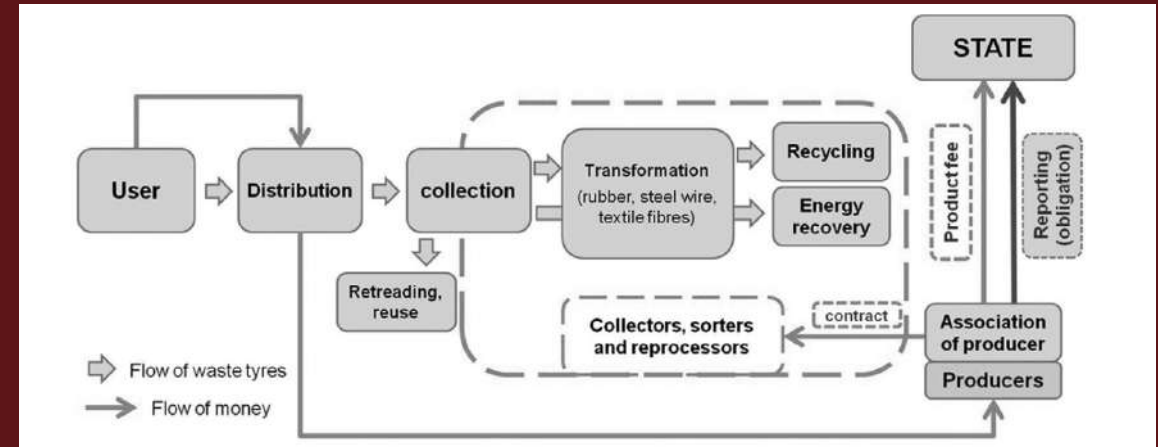 STATE
User
Distribution
collection
Transformation
(rubber, steel wire,
textile fibres)
Recycling
Energy
recovery
Retreading,
reuse
Collectors, sorters
and reprocessors
contract
Product fee
Reporting
(obligation)
Association
of producer
Producers
Flow of waste tyres
Flow of money